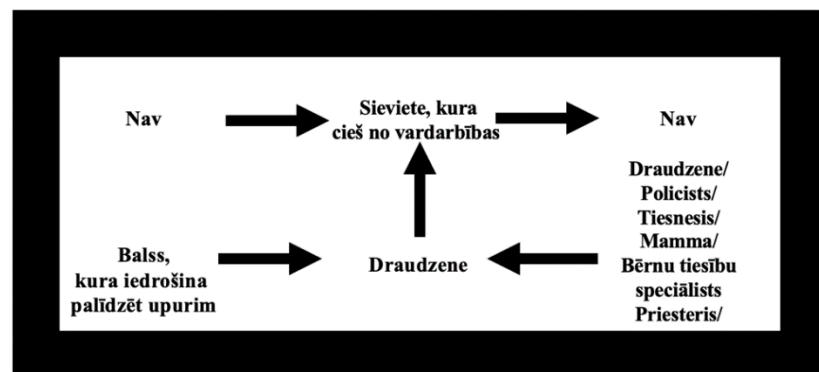 Nav
Sieviete, kura
cieš no vardarbības
Nav
Balss,
kura iedrošina
palīdzēt upurim
Draudzene
Draudzene/
Policists/
Tiesnesis/
Mamma/
Bērnu tiesību
speciālists
Priesteris/